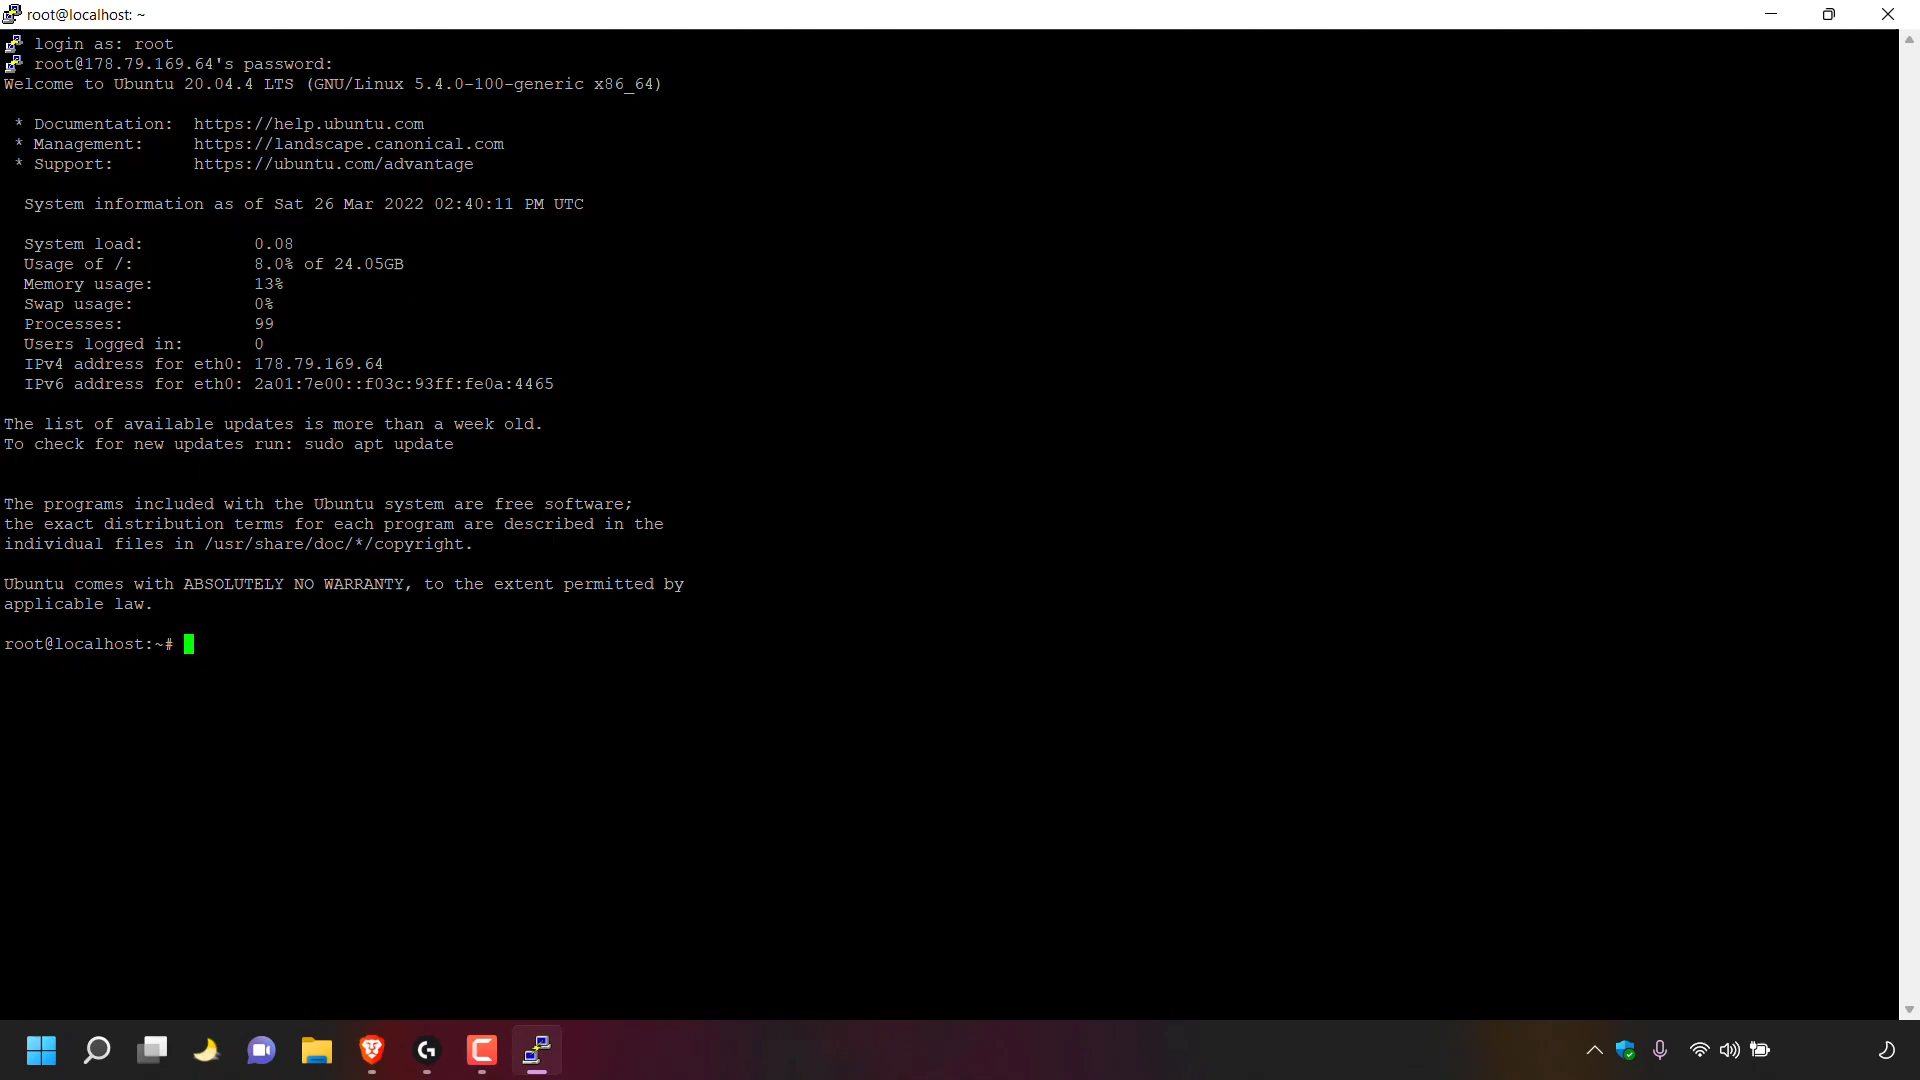 root@localhost: ~
login as: root
root@178.79.169.64's password:
Welcome to Ubuntu 20.04.4 LTS (GNU/Linux 5.4.0-100-generic x86_64)
* Documentation:  https://help.ubuntu.com
* Management:     https://landscape.canonical.com
* Support:        https://ubuntu.com/advantage
System information as of Sat 26 Mar 2022 02:40:11 PM UTC
System load:           0.08
Usage of /:            8.0% of 24.05GB
Memory usage:          13%
Swap usage:            0%
Processes:             99
Users logged in:       0
IPv4 address for eth0: 178.79.169.64
IPv6 address for eth0: 2a01:7e00::f03c:93ff:fe0a:4465
The list of available updates is more than a week old.
To check for new updates run: sudo apt update
The programs included with the Ubuntu system are free software;
the exact distribution terms for each program are described in the
individual files in /usr/share/doc/*/copyright.
Ubuntu comes with ABSOLUTELY NO WARRANTY, to the extent permitted by
applicable law.
root@localhost:~#